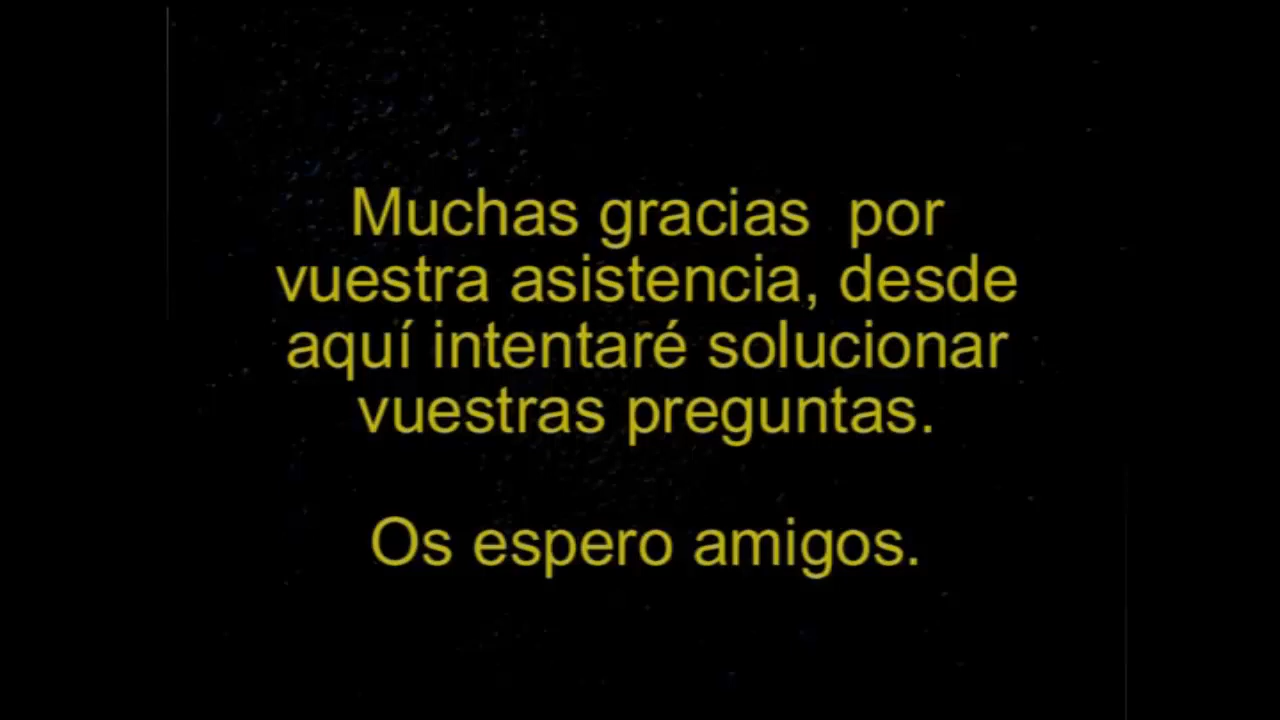 Muchas gracias  por
vuestra asistencia, desde
aquí intentaré solucionar
vuestras preguntas.
Os espero amigos.